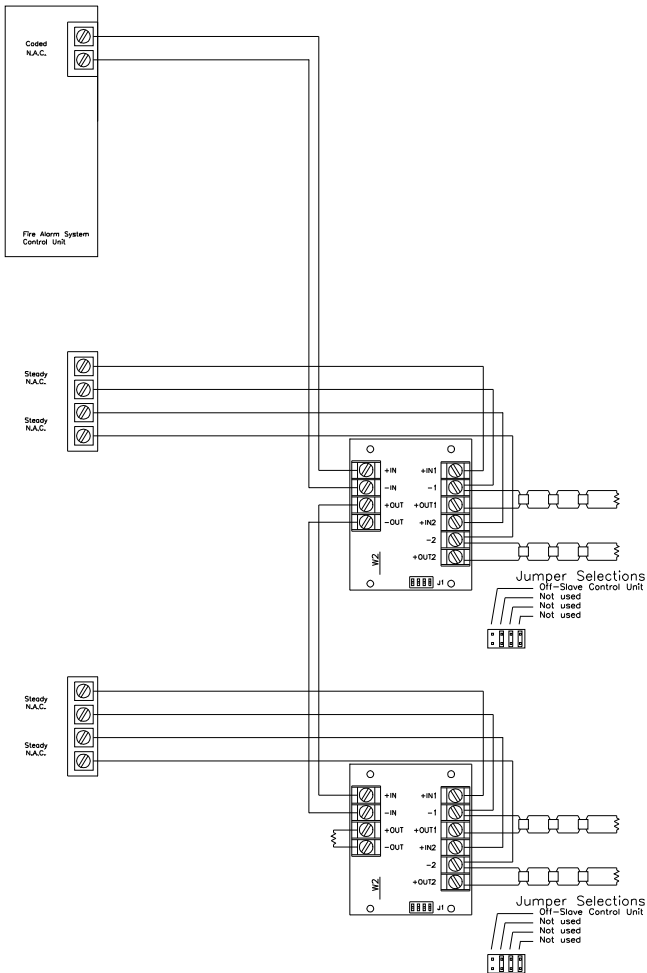 Coded
N.A.C.
Fire Alarm System
Control Unit
Steady
N.A.C.
Steady
N.A.C.
+IN
-IN
+OUT
-OUT
+IN1
-1
+OUT1
+IN2
-2
+OUT2
W2
J1
Jumper Selections
Off-Slave Control Unit
Not used
Not used
Not used
Steady
N.A.C.
Steady
N.A.C.
+IN
-IN
+OUT
-OUT
+IN1
-1
+OUT1
+IN2
-2
+OUT2
W2
J1
Jumper Selections
Off-Slave Control Unit
Not used
Not used
Not used